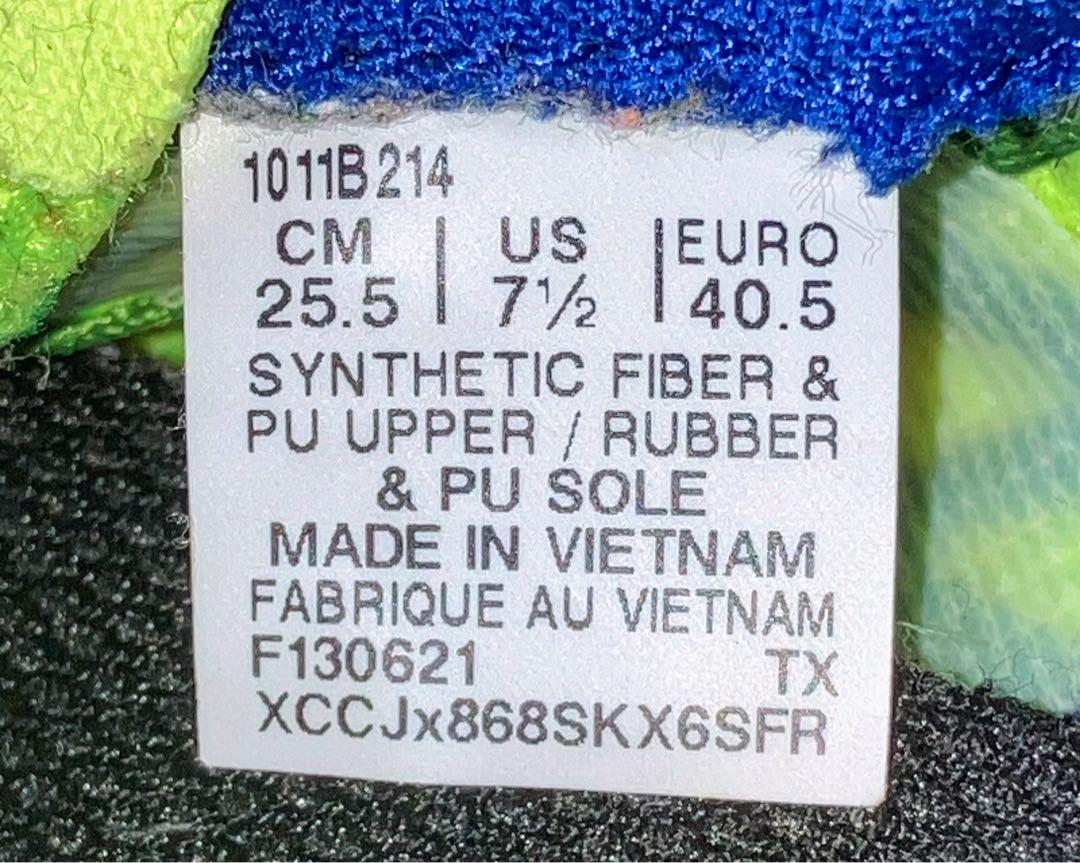 1011B214
CM | US | EURO
25.5 | 7½ | 40.5
SYNTHETIC FIBER &
PU UPPER / RUBBER
& PU SOLE
MADE IN VIETNAM
FABRIQUE AU VIETNAM
F130621 TX
XCCJx868SKX6SFR